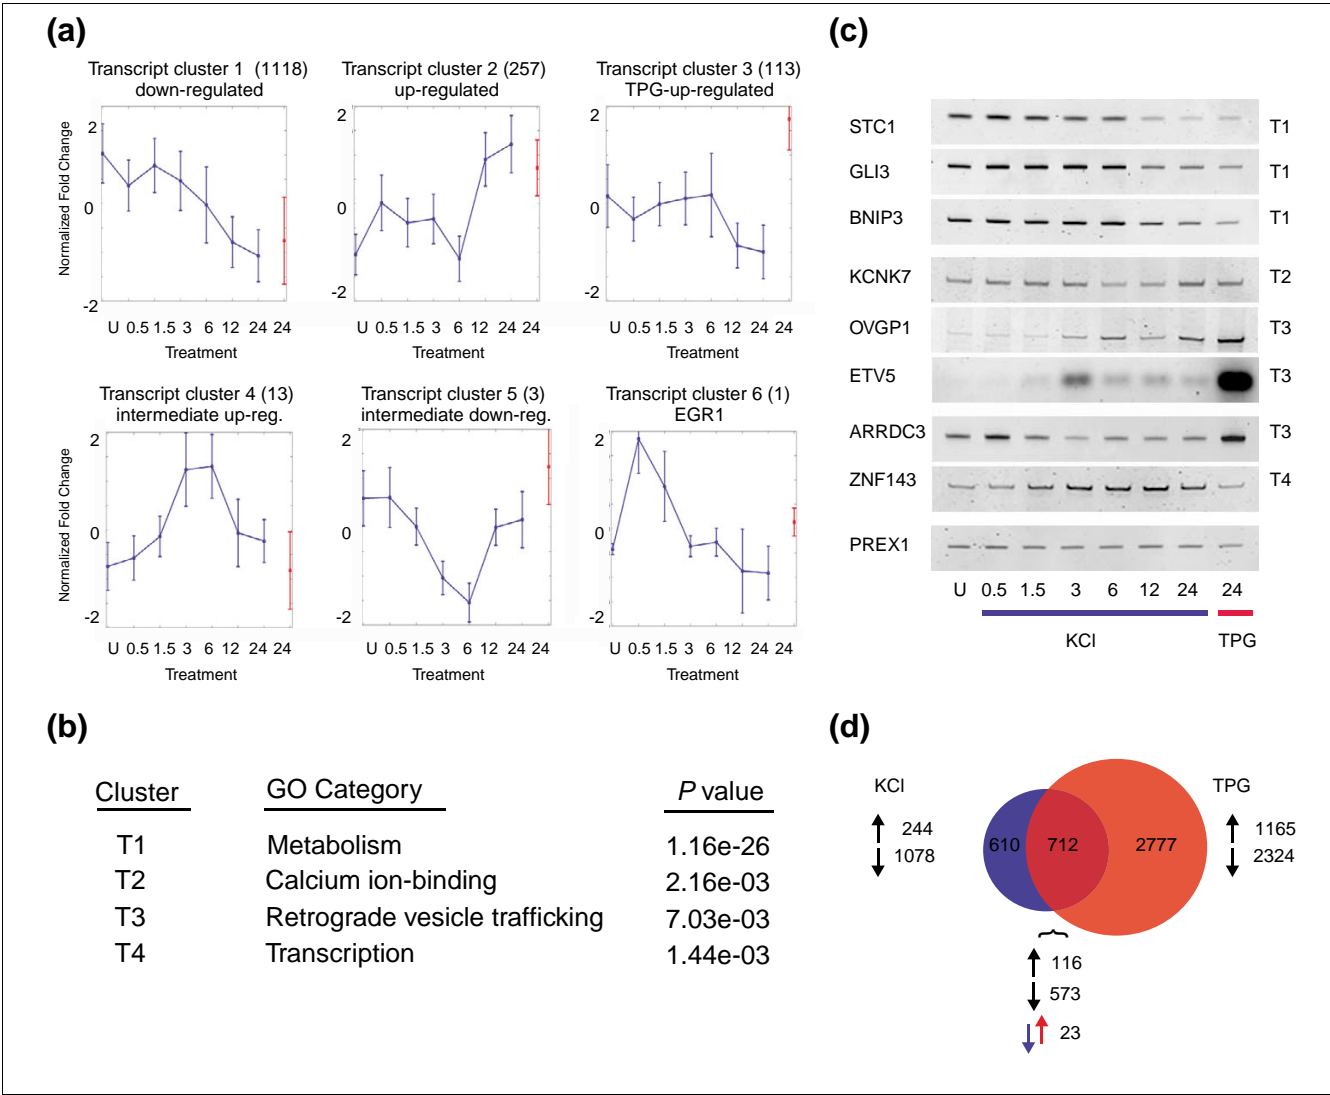 (a)
Transcript cluster 1 (1118)
down-regulated
Transcript cluster 2 (257)
up-regulated
Transcript cluster 3 (113)
TPG-up-regulated
Normalized Fold Change
2
0
-2
2
0
-2
2
0
-2
U 0.5 1.5 3 6 12 24 24
U 0.5 1.5 3 6 12 24 24
U 0.5 1.5 3 6 12 24 24
Treatment
Treatment
Treatment
Transcript cluster 4 (13)
intermediate up-reg.
Transcript cluster 5 (3)
intermediate down-reg.
Transcript cluster 6 (1)
EGR1
Normalized Fold Change
2
0
-2
2
0
-2
2
0
-2
U 0.5 1.5 3 6 12 24 24
U 0.5 1.5 3 6 12 24 24
U 0.5 1.5 3 6 12 24 24
Treatment
Treatment
Treatment
(b)
Cluster GO Category P value
T1 Metabolism 1.16e-26
T2 Calcium ion-binding 2.16e-03
T3 Retrograde vesicle trafficking 7.03e-03
T4 Transcription 1.44e-03
(c)
STC1 T1
GLI3 T1
BNIP3 T1
KCNK7 T2
OVGP1 T3
ETV5 T3
ARRDC3 T3
ZNF143 T4
PREX1
U 0.5 1.5 3 6 12 24 24
KCl TPG
(d)
KCl
244
1078
610 712 2777
TPG
1165
2324
116
573
23